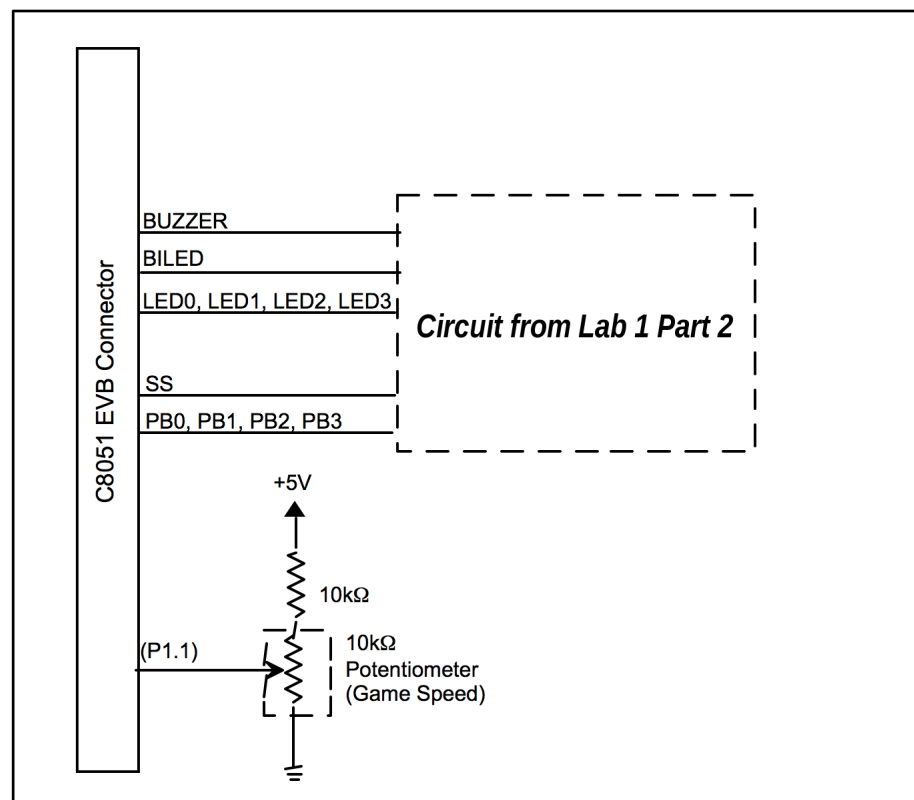 C8051 EVB Connector
BUZZER
BILED
LED0, LED1, LED2, LED3
Circuit from Lab 1 Part 2
SS
PB0, PB1, PB2, PB3
+5V
10kΩ
(P1.1)
10kΩ
Potentiometer
(Game Speed)